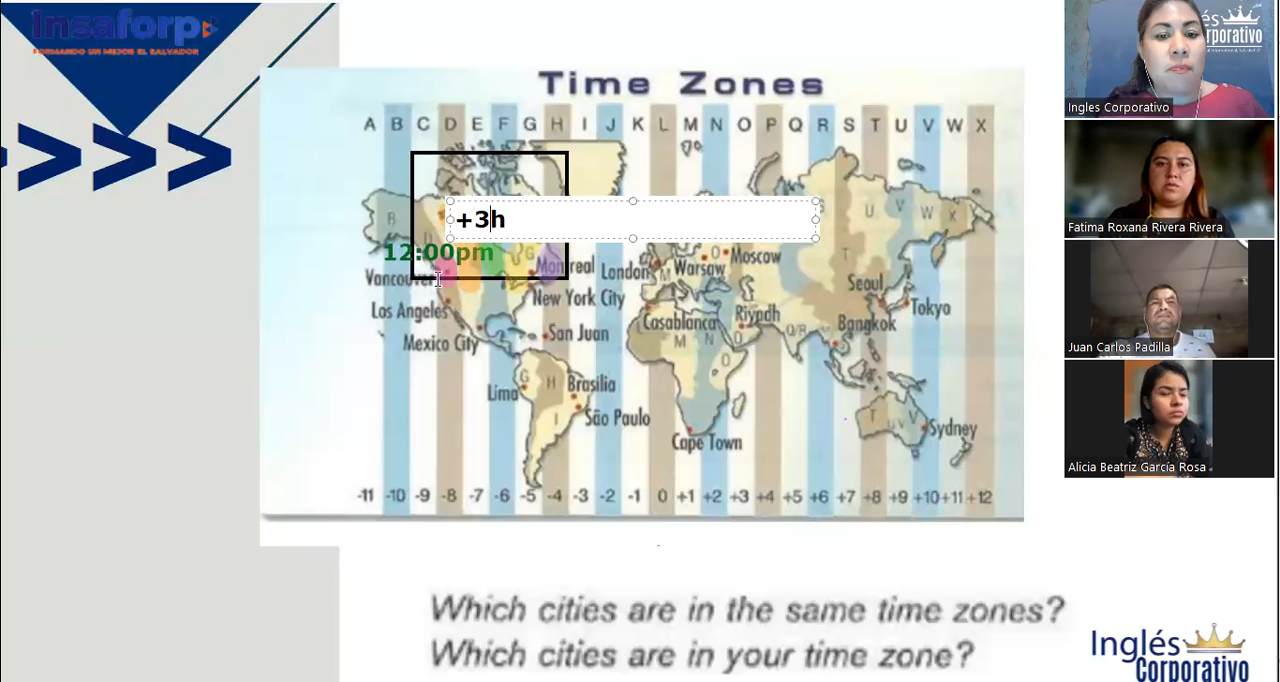 Insaforp
FORMANDO UN MEJOR EL SALVADOR
Time Zones
A B C D E F G H I J K L M N O P Q R S T U V W X
+3h
12:00pm
B
D
G
U
V
W
X
T
Vancouver
Montreal
London
M
Warsaw
O
Moscow
Los Angeles
New York City
Casablanca
Riyadh
Seoul
Tokyo
Mexico City
San Juan
M
N
O
Q/R
Bangkok
Lima
G
H
Brasilia
I
São Paulo
Cape Town
O
T
U
V
Sydney
-11 -10 -9 -8 -7 -6 -5 -4 -3 -2 -1 0 +1 +2 +3 +4 +5 +6 +7 +8 +9 +10 +11 +12
Which cities are in the same time zones?
Which cities are in your time zone?
Inglés
Corporativo
Inglés
Corporativo
Ingles Corporativo
Fatima Roxana Rivera Rivera
Juan Carlos Padilla
Alicia Beatriz García Rosa